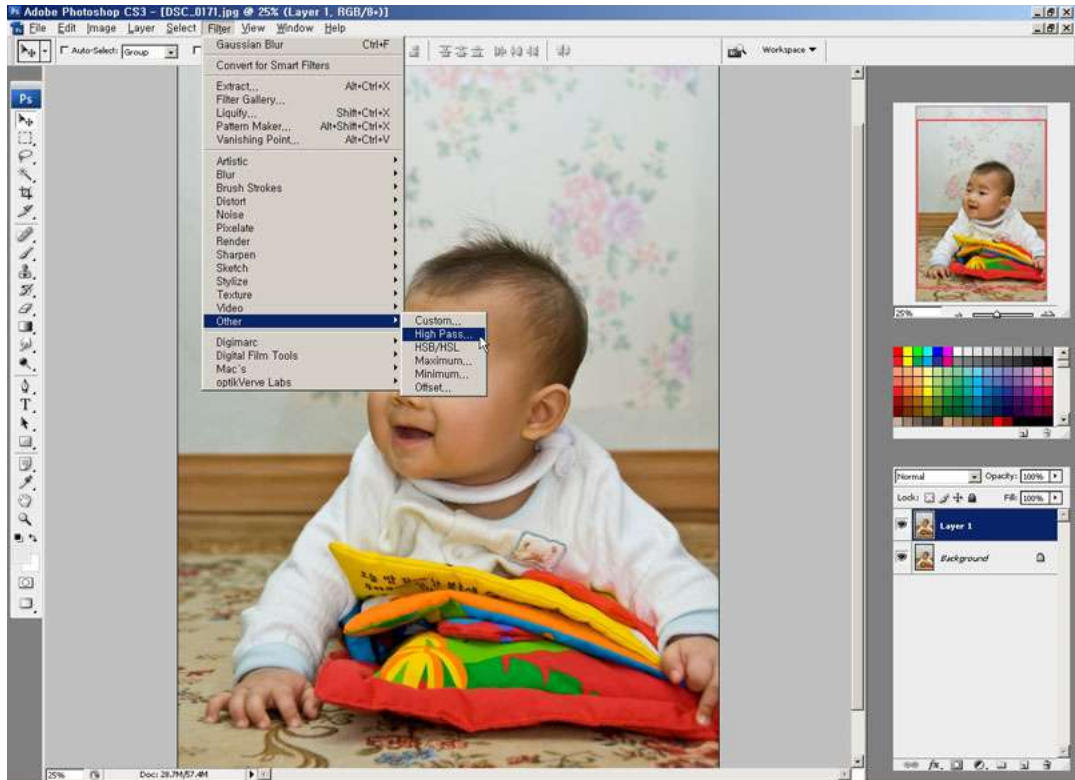 Adobe Photoshop CS3 - [DSC_0171.jpg @ 25% (Layer 1, RGB/8*)]
File Edit Image Layer Select Filter View Window Help
Auto-Select: Group
Workspace
Gaussian Blur Ctrl+F
Convert for Smart Filters
Extract... Alt+Ctrl+X
Filter Gallery...
Liquify... Shift+Ctrl+X
Pattern Maker... Alt+Shift+Ctrl+X
Vanishing Point... Alt+Ctrl+V
Artistic
Blur
Brush Strokes
Distort
Noise
Pixelate
Render
Sharpen
Sketch
Stylize
Texture
Video
Other
Digimarc
Digital Film Tools
Mac's
optikVerve Labs
Custom...
High Pass...
HSB/HSL
Maximum...
Minimum...
Offset...
Ps
T
25%
Normal Opacity: 100%
Lock: Fill: 100%
Layer 1
Background
fx
25% Doc: 28.7M/57.4M